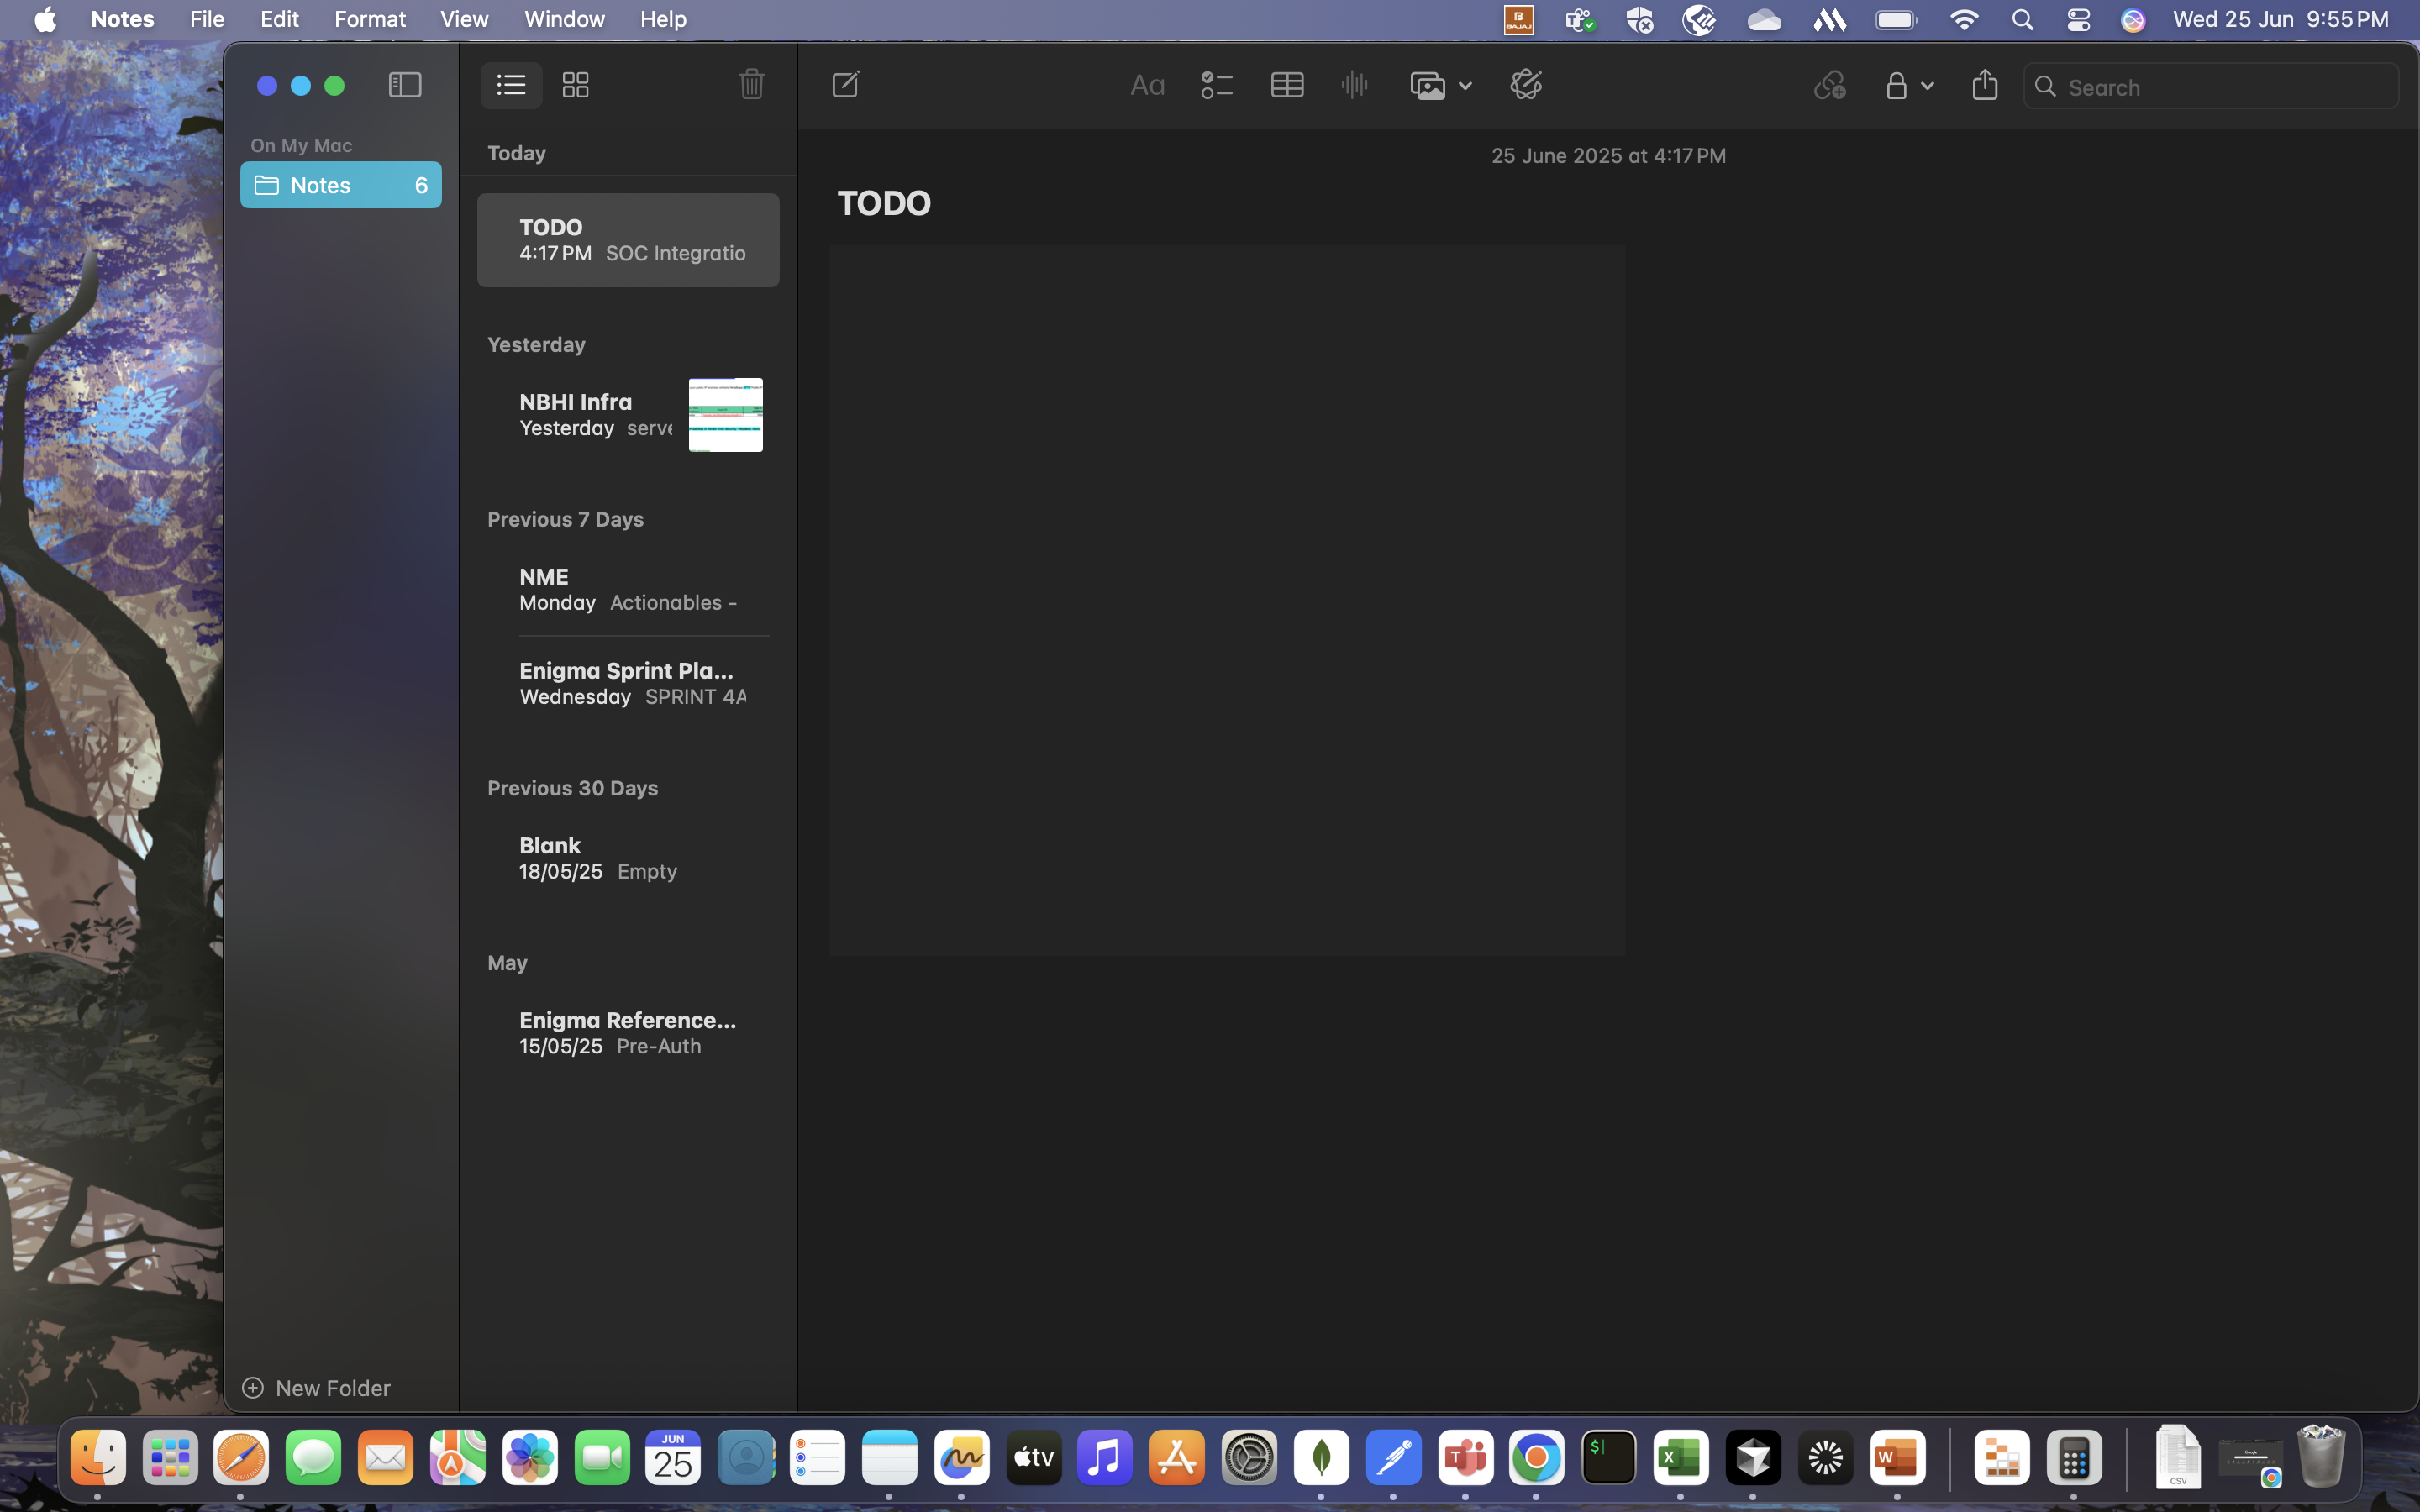 Notes File Edit Format View Window Help
BAJAJ
Wed 25 Jun 9:55 PM
Aa
Search
On My Mac
Notes 6
New Folder
Today
TODO
4:17 PM SOC Integratio
Yesterday
NBHI Infra
Yesterday serve
Previous 7 Days
NME
Monday Actionables -
Enigma Sprint Pla...
Wednesday SPRINT 4A
Previous 30 Days
Blank
18/05/25 Empty
May
Enigma Reference...
15/05/25 Pre-Auth
25 June 2025 at 4:17 PM
TODO
JUN
25
tv
T
$
X
W
CSV
Google